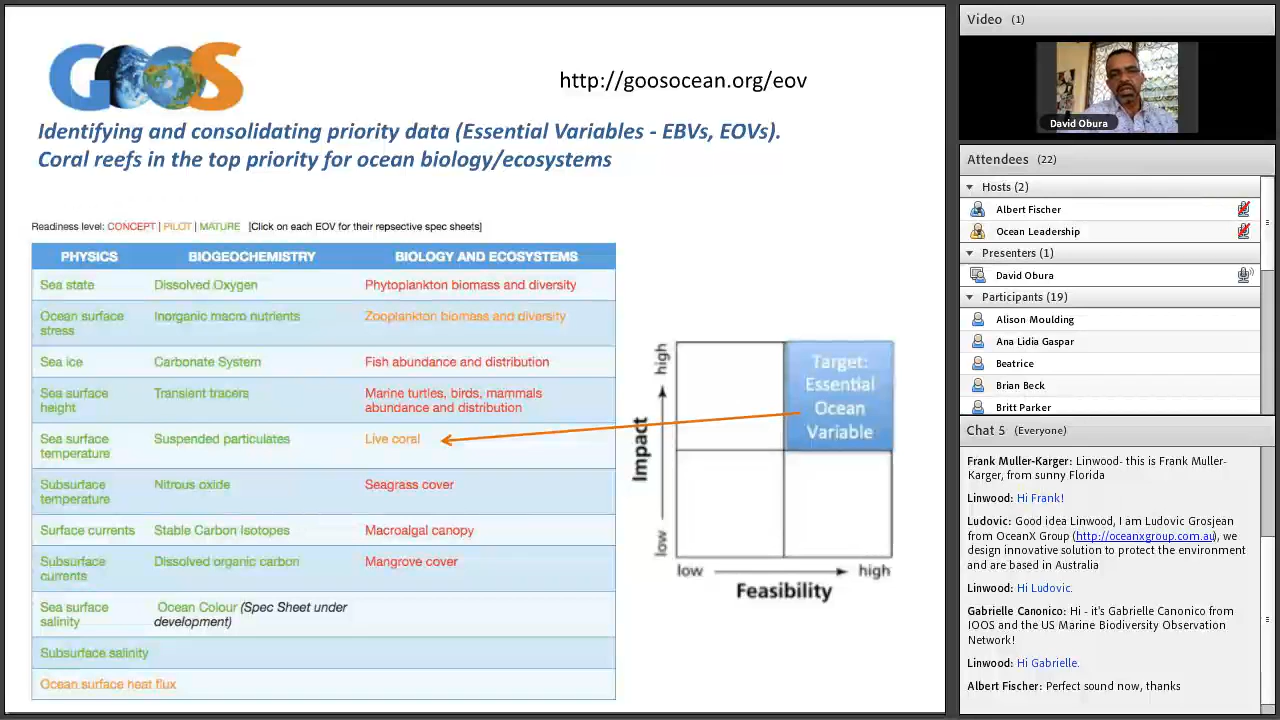 GOOS
http://goosocean.org/eov
Identifying and consolidating priority data (Essential Variables - EBVs, EOVs).
Coral reefs in the top priority for ocean biology/ecosystems
Readiness level: CONCEPT | PILOT | MATURE [Click on each EOV for their repsective spec sheets]
PHYSICS BIOGEOCHEMISTRY BIOLOGY AND ECOSYSTEMS
Sea state Dissolved Oxygen Phytoplankton biomass and diversity
Ocean surface Inorganic macro nutrients Zooplankton biomass and diversity
stress
Sea ice Carbonate System Fish abundance and distribution
Sea surface Transient tracers Marine turtles, birds, mammals
height abundance and distribution
Sea surface Suspended particulates Live coral
temperature
Subsurface Nitrous oxide Seagrass cover
temperature
Surface currents Stable Carbon Isotopes Macroalgal canopy
Subsurface Dissolved organic carbon Mangrove cover
currents
Sea surface Ocean Colour (Spec Sheet under
salinity development)
Subsurface salinity
Ocean surface heat flux
high
Impact
low
Target:
Essential
Ocean
Variable
low high
Feasibility
Video (1)
David Obura
Attendees (22)
Hosts (2)
Albert Fischer
Ocean Leadership
Presenters (1)
David Obura
Participants (19)
Alison Moulding
Ana Lidia Gaspar
Beatrice
Brian Beck
Britt Parker
Chat 5 (Everyone)
Frank Muller-Karger: Linwood- this is Frank Muller-
Karger, from sunny Florida
Linwood: Hi Frank!
Ludovic: Good idea Linwood, I am Ludovic Grosjean
from OceanX Group (http://oceanxgroup.com.au), we
design innovative solution to protect the environment
and are based in Australia
Linwood: Hi Ludovic.
Gabrielle Canonico: Hi - it's Gabrielle Canonico from
IOOS and the US Marine Biodiversity Observation
Network!
Linwood: Hi Gabrielle.
Albert Fischer: Perfect sound now, thanks